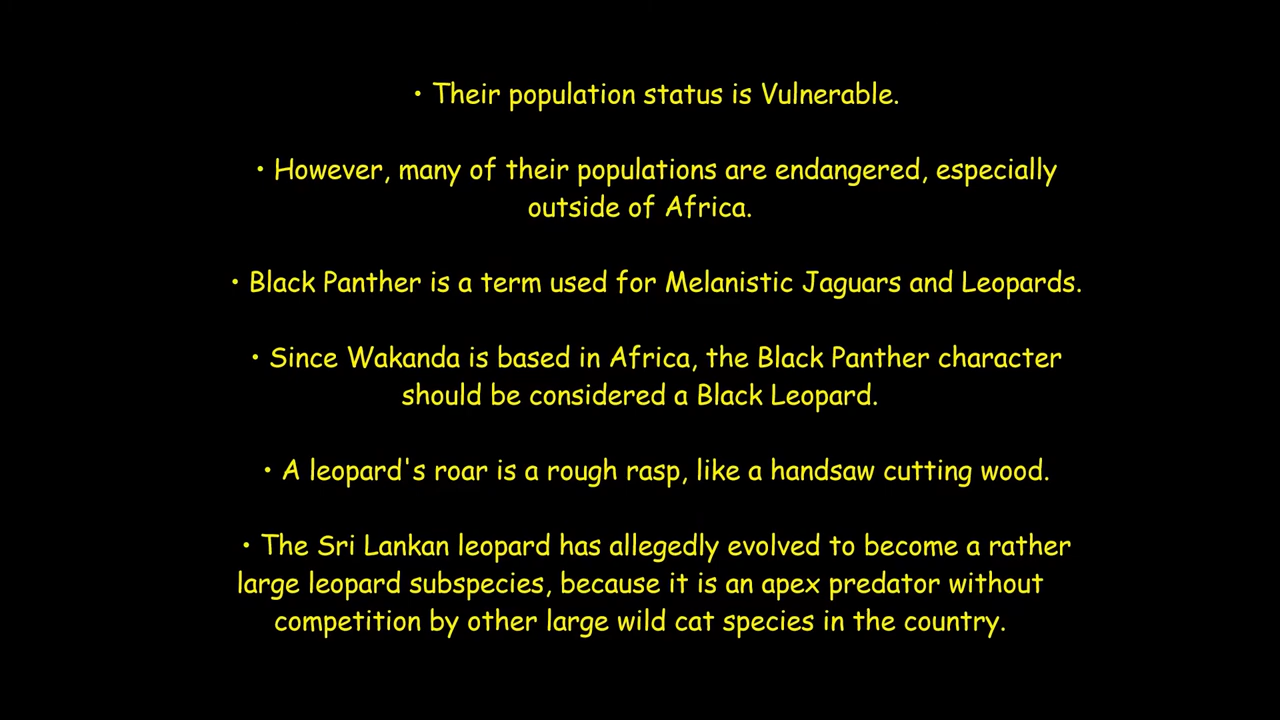 • Their population status is Vulnerable.
• However, many of their populations are endangered, especially
outside of Africa.
• Black Panther is a term used for Melanistic Jaguars and Leopards.
• Since Wakanda is based in Africa, the Black Panther character
should be considered a Black Leopard.
• A leopard's roar is a rough rasp, like a handsaw cutting wood.
• The Sri Lankan leopard has allegedly evolved to become a rather
large leopard subspecies, because it is an apex predator without
competition by other large wild cat species in the country.